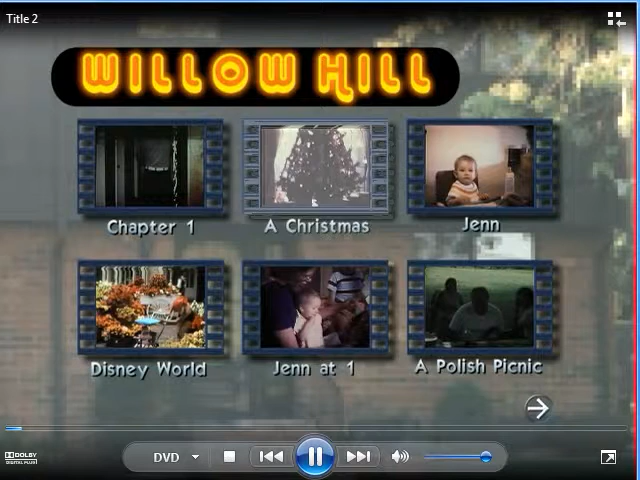 Title 2
WILLOW HILL
Chapter 1
A Christmas
Jenn
Disney World
Jenn at 1
A Polish Picnic
DOLBY
DIGITAL PLUS
DVD